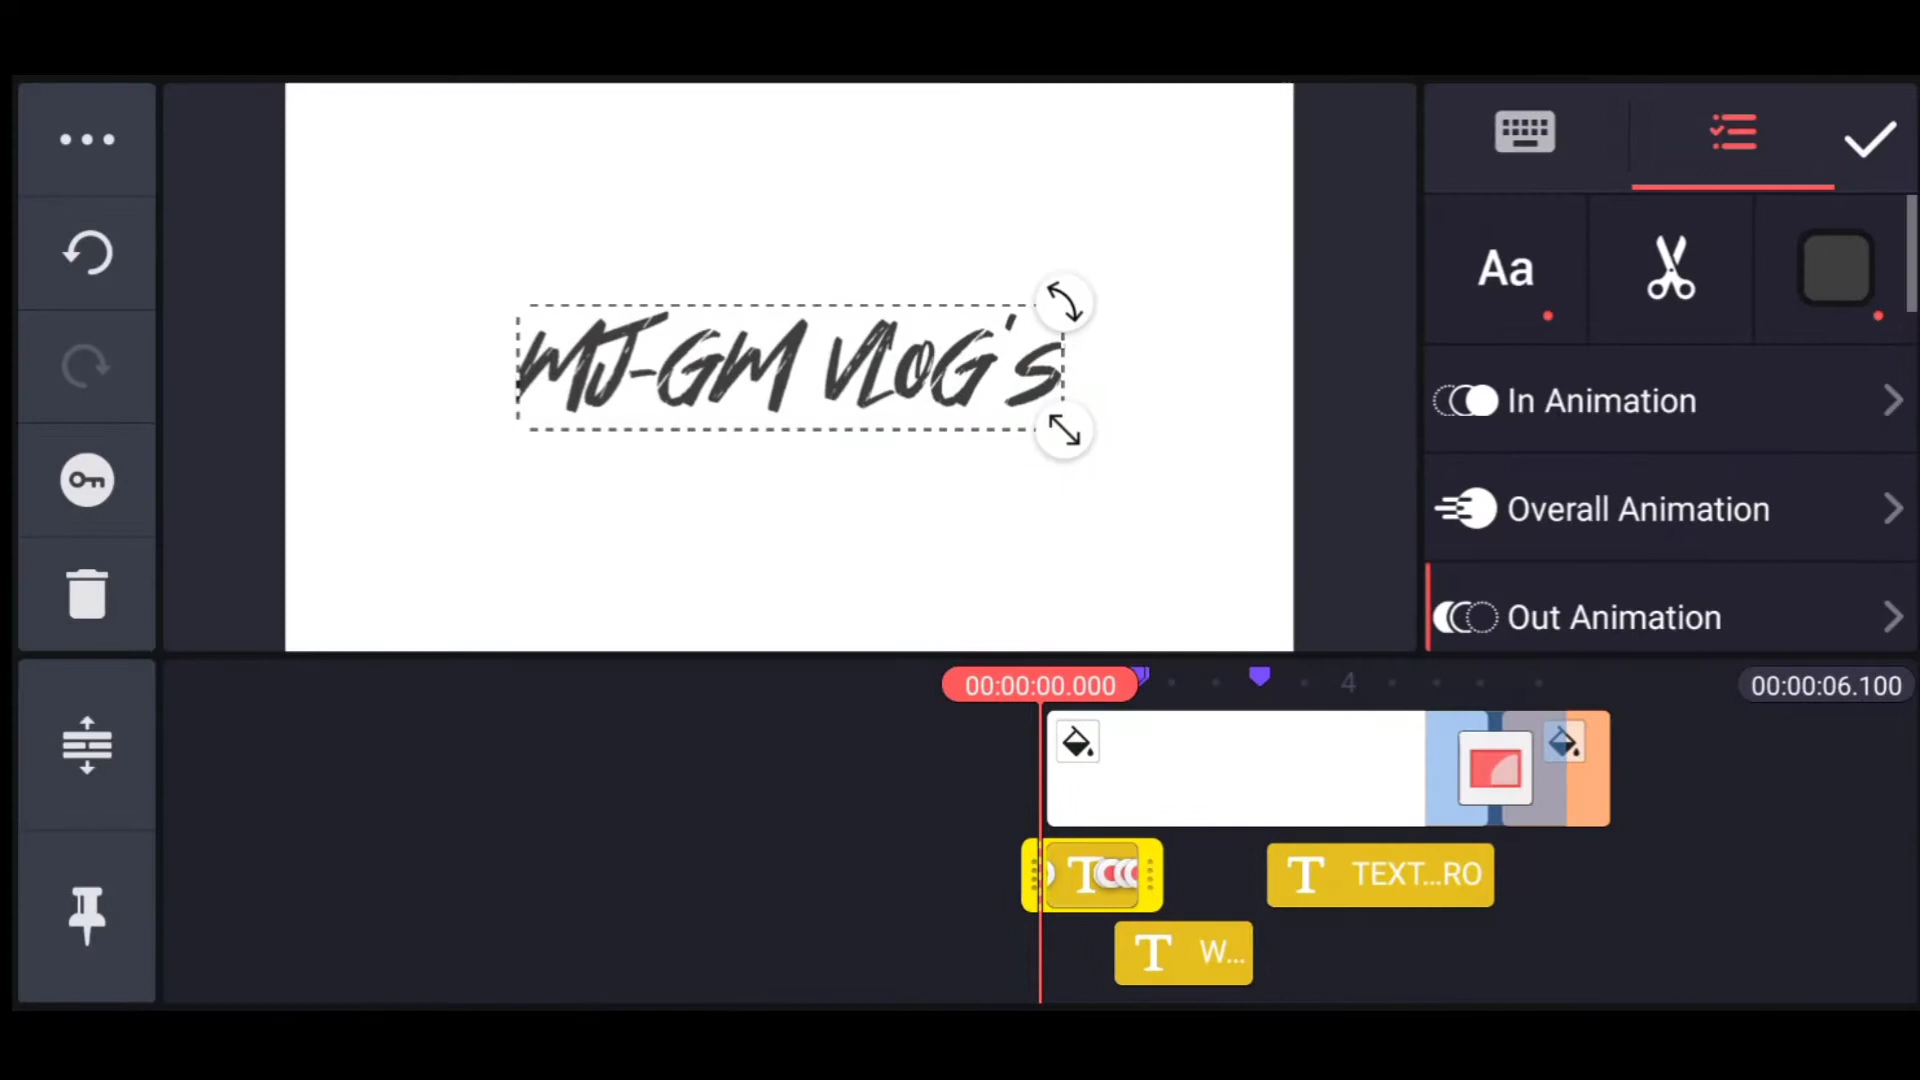 MJ-GM VLOG's
Aa
In Animation
Overall Animation
Out Animation
00:00:00.000
4
00:00:06.100
T
T
TEXT...RO
T
W...